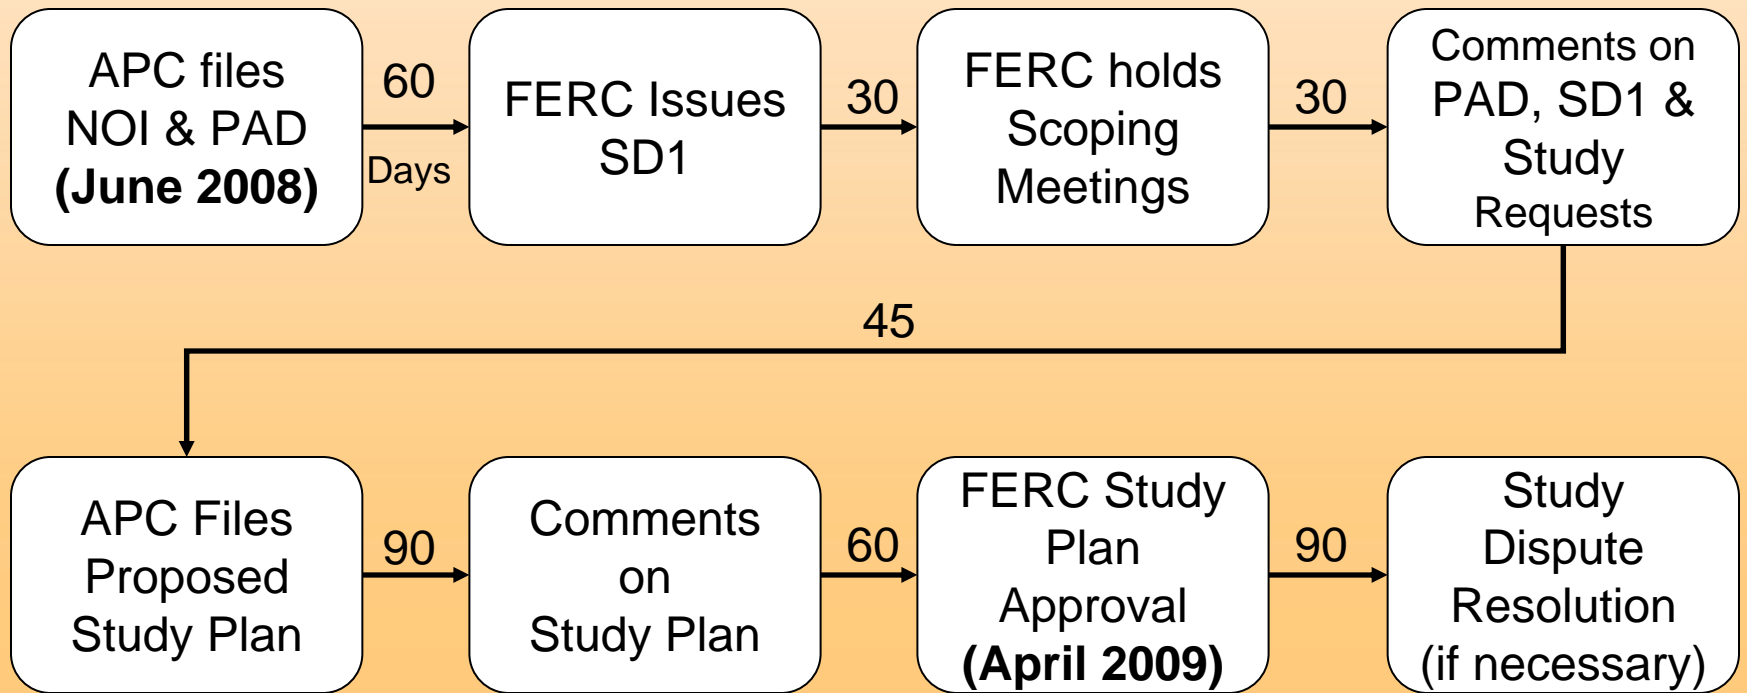 APC files
NOI & PAD
(June 2008)
60
Days
FERC Issues
SD1
30
FERC holds
Scoping
Meetings
30
Comments on
PAD, SD1 &
Study
Requests
45
APC Files
Proposed
Study Plan
90
Comments
on
Study Plan
60
FERC Study
Plan
Approval
(April 2009)
90
Study
Dispute
Resolution
(if necessary)